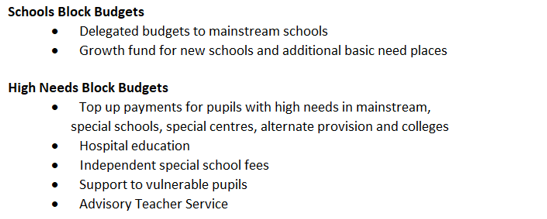 Schools Block Budgets
• Delegated budgets to mainstream schools
• Growth fund for new schools and additional basic need places
High Needs Block Budgets
• Top up payments for pupils with high needs in mainstream,
special schools, special centres, alternate provision and colleges
• Hospital education
• Independent special school fees
• Support to vulnerable pupils
• Advisory Teacher Service